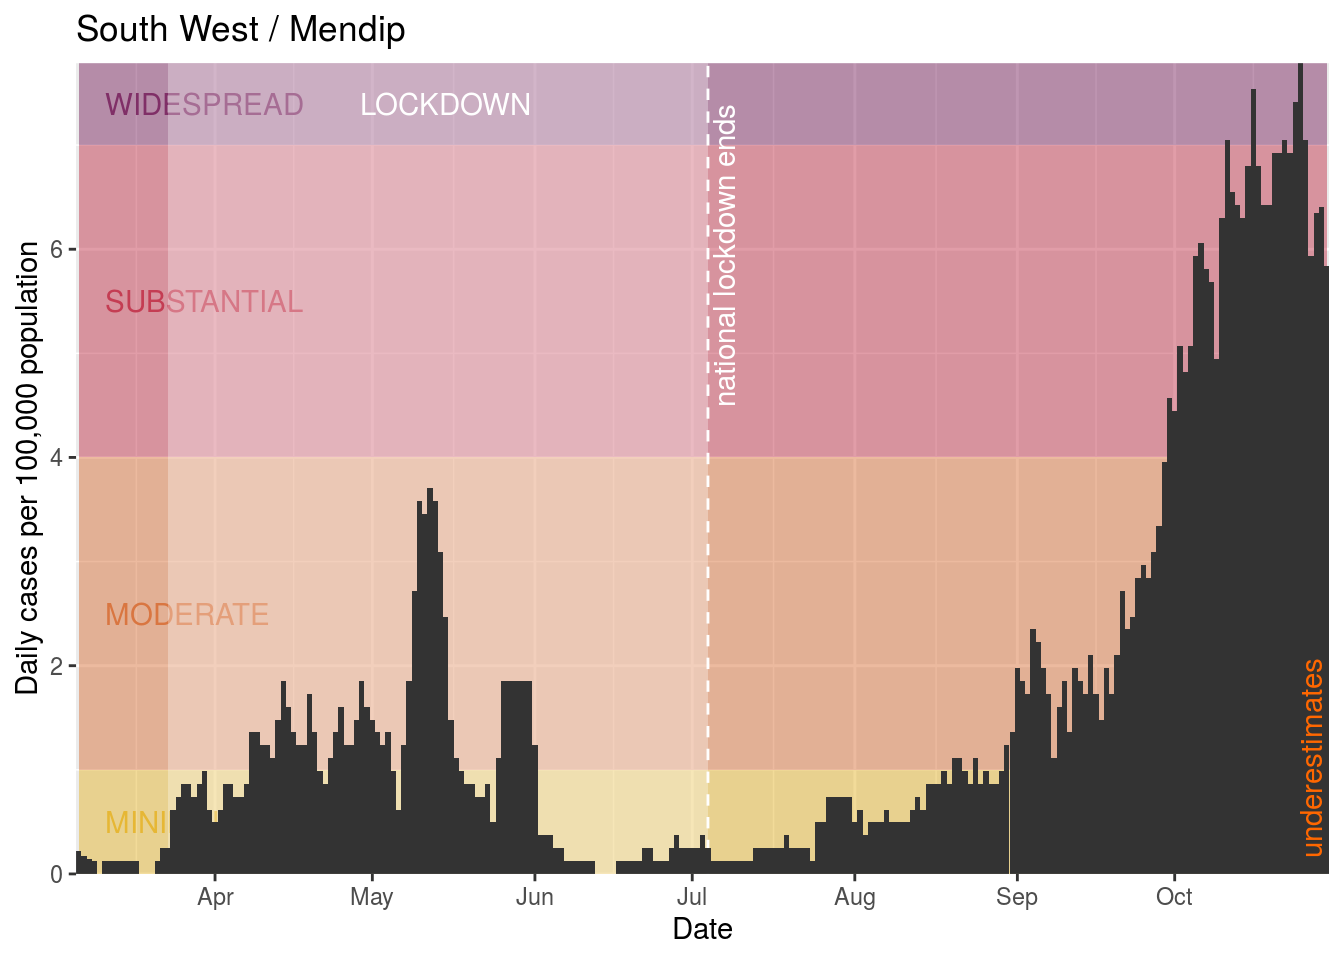 South West / Mendip
WIDESPREAD
LOCKDOWN
national lockdown ends
SUBSTANTIAL
MODERATE
MINI
underestimates
Daily cases per 100,000 population
6
4
2
0
Apr May Jun Jul Aug Sep Oct
Date